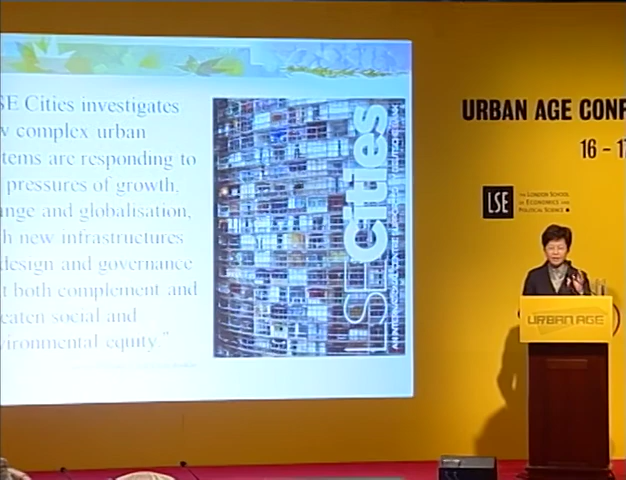 SE Cities investigates
complex urban
tems are responding to
pressures of growth,
nge and globalisation,
h new infrastructures
design and governance
t both complement and
eaten social and
vironmental equity."
LSE cities
URBAN AGE CONF
16 - 17
LSE
THE LONDON SCHOOL
OF ECONOMICS AND
POLITICAL SCIENCE
URBAN AGE